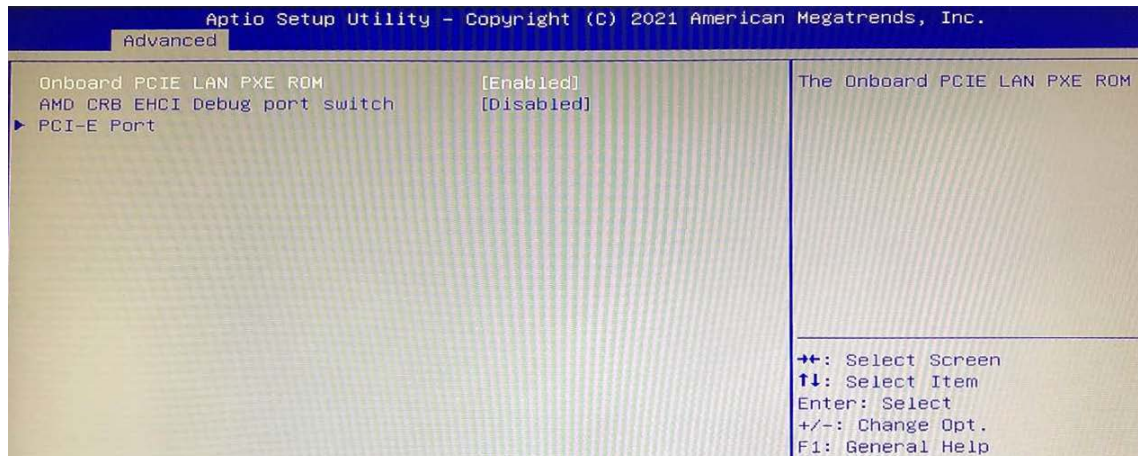 Aptio Setup Utility – Copyright (C) 2021 American Megatrends, Inc.
Advanced
Onboard PCIE LAN PXE ROM [Enabled]
AMD CRB EHCI Debug port switch [Disabled]
► PCI-E Port
The Onboard PCIE LAN PXE ROM
→←: Select Screen
↑↓: Select Item
Enter: Select
+/-: Change Opt.
F1: General Help